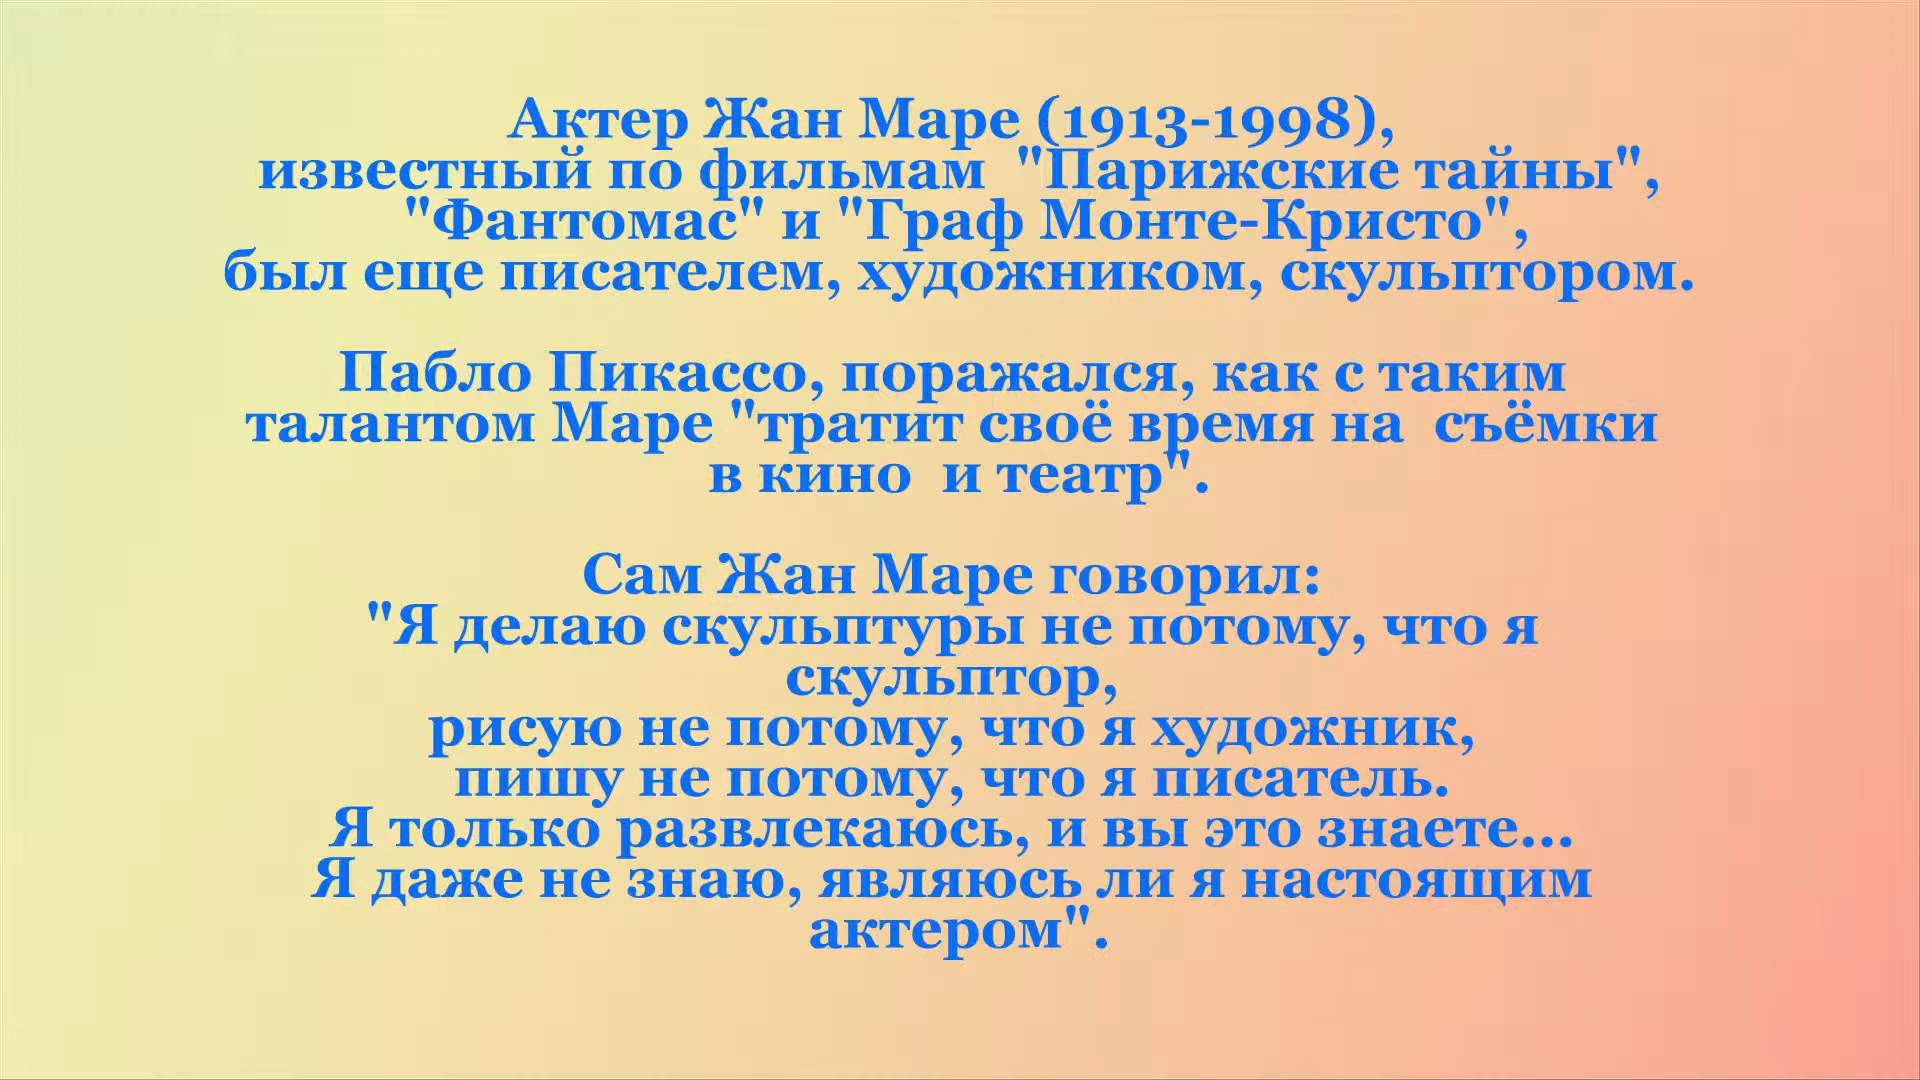 Актер Жан Маре (1913-1998),
известный по фильмам  "Парижские тайны",
"Фантомас" и "Граф Монте-Кристо",
был еще писателем, художником, скульптором.
Пабло Пикассо, поражался, как с таким
талантом Маре "тратит своё время на  съёмки
в кино  и театр".
Сам Жан Маре говорил:
"Я делаю скульптуры не потому, что я
скульптор,
рисую не потому, что я художник,
пишу не потому, что я писатель.
Я только развлекаюсь, и вы это знаете...
Я даже не знаю, являюсь ли я настоящим
актером".